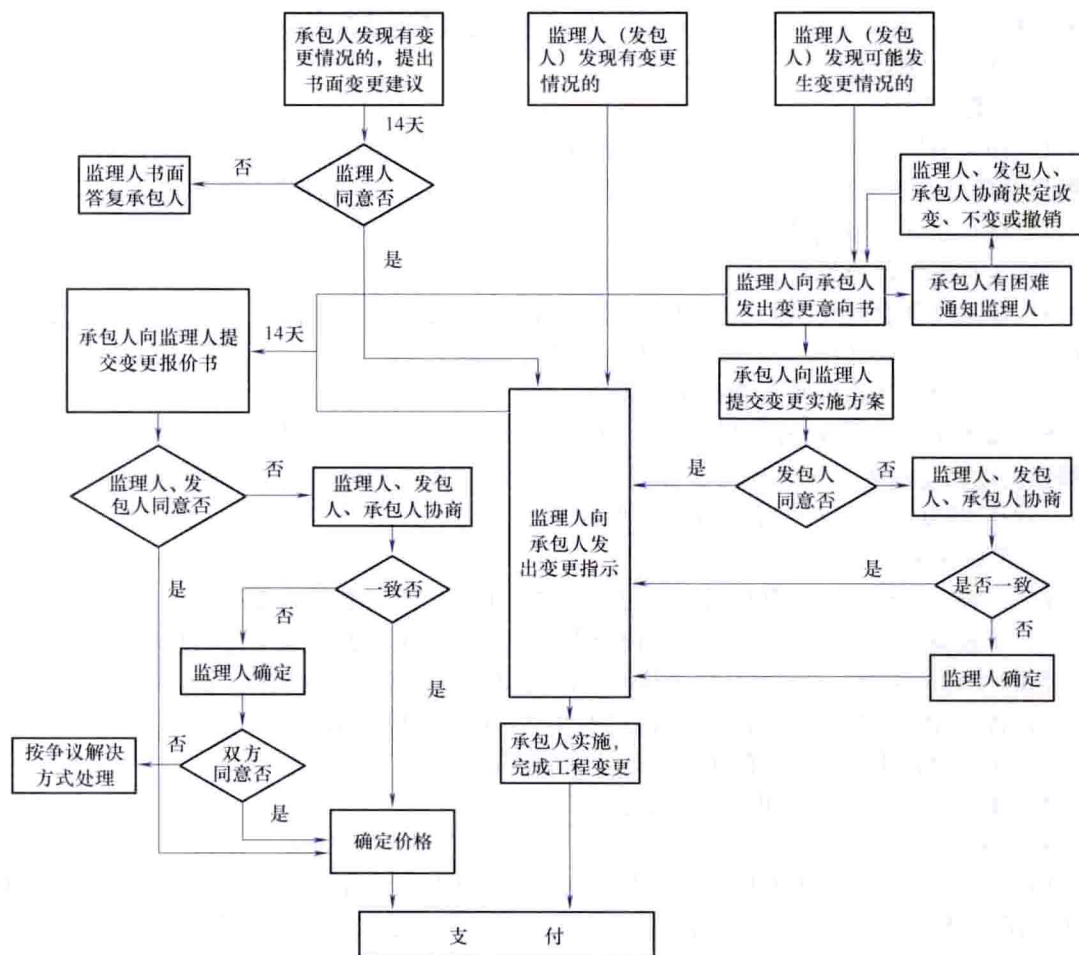 承包人发现有变
更情况的，提出
书面变更建议
监理人（发包
人）发现有变更
情况的
监理人（发包
人）发现可能发
生变更情况的
14天
监理人书面
答复承包人
否
监理人
同意否
是
监理人、发包人、
承包人协商决定改
变、不变或撤销
监理人向承包人
发出变更意向书
承包人有困难
通知监理人
承包人向监理人提
交变更报价书
14天
承包人向监理人
提交变更实施方案
监理人、发
包人同意否
否
监理人、发包
人、承包人协商
是
发包人
同意否
否
监理人、发包
人、承包人协商
监理人向
承包人发
出变更指示
是
一致否
是
是否一致
否
否
监理人确定
是
监理人确定
按争议解决
方式处理
否
双方
同意否
是
承包人实施，
完成工程变更
确定价格
支 付